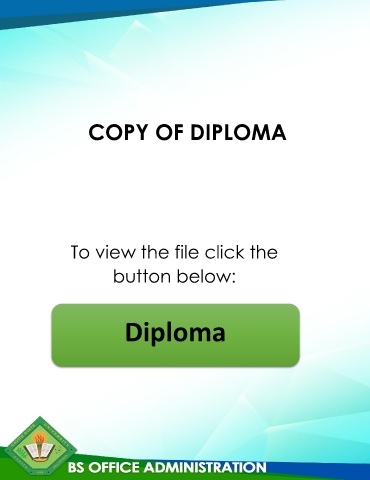 COPY OF DIPLOMA
To view the file click the
button below:
Diploma
BS OFFICE ADMINISTRATION